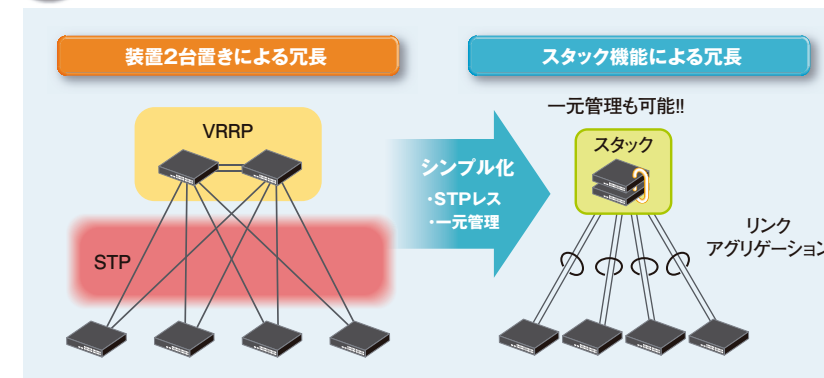 装置2台置きによる冗長
VRRP
STP
シンプル化
・STPレス
・一元管理
スタック機能による冗長
一元管理も可能!!
スタック
リンク
アグリゲーション